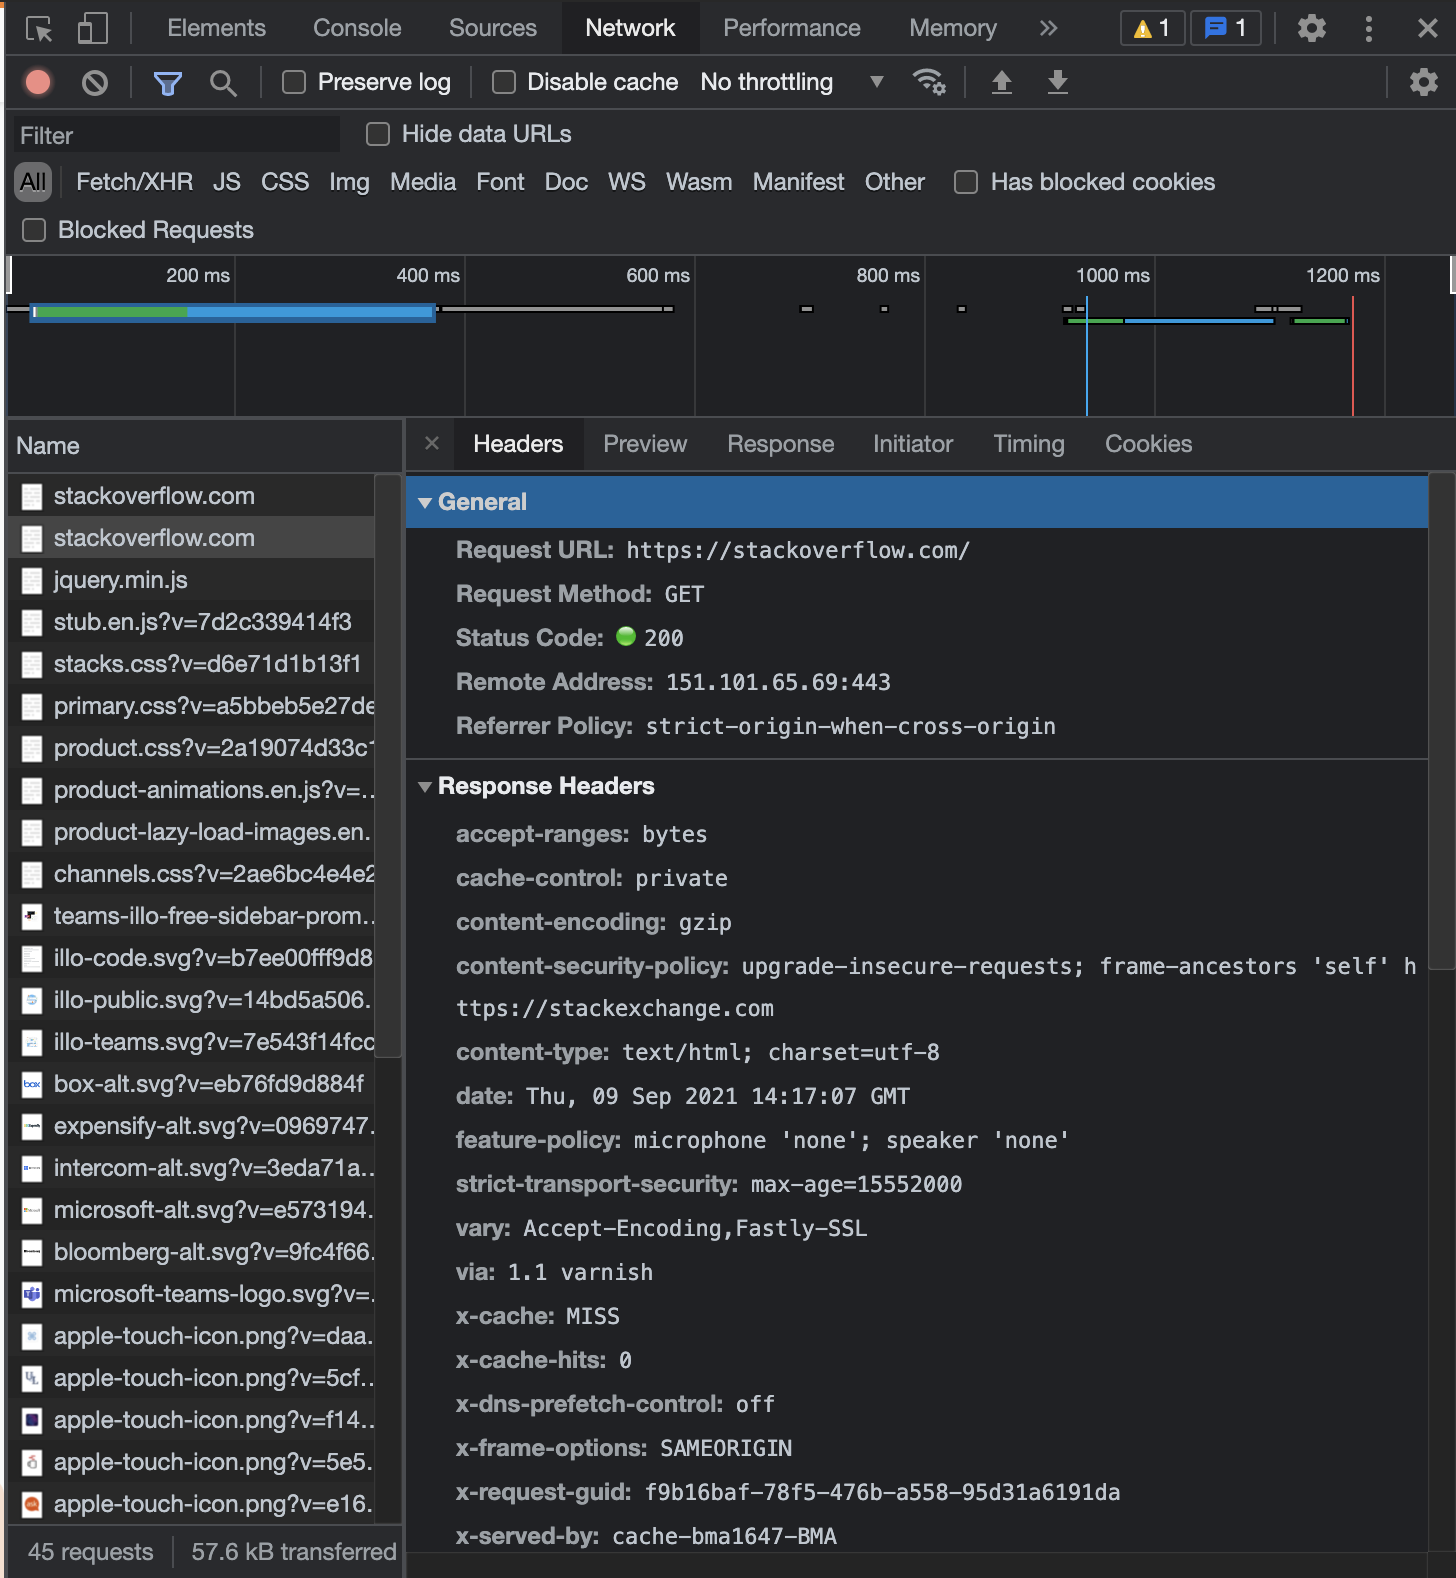 Elements Console Sources Network Performance Memory » 1 1
Preserve log Disable cache No throttling
Filter Hide data URLs
All Fetch/XHR JS CSS Img Media Font Doc WS Wasm Manifest Other Has blocked cookies
Blocked Requests
200 ms 400 ms 600 ms 800 ms 1000 ms 1200 ms
Name
stackoverflow.com
stackoverflow.com
jquery.min.js
stub.en.js?v=7d2c339414f3
stacks.css?v=d6e71d1b13f1
primary.css?v=a5bbeb5e27de
product.css?v=2a19074d33c1
product-animations.en.js?v=...
product-lazy-load-images.en.
channels.css?v=2ae6bc4e4e2
teams-illo-free-sidebar-prom...
illo-code.svg?v=b7ee00fff9d8
illo-public.svg?v=14bd5a506.
illo-teams.svg?v=7e543f14fcc
box-alt.svg?v=eb76fd9d884f
expensify-alt.svg?v=0969747.
intercom-alt.svg?v=3eda71a...
microsoft-alt.svg?v=e573194.
bloomberg-alt.svg?v=9fc4f66.
microsoft-teams-logo.svg?v=.
apple-touch-icon.png?v=daa.
apple-touch-icon.png?v=5cf...
apple-touch-icon.png?v=f14...
apple-touch-icon.png?v=5e5.
apple-touch-icon.png?v=e16.
45 requests 57.6 kB transferred
× Headers Preview Response Initiator Timing Cookies
General
Request URL: https://stackoverflow.com/
Request Method: GET
Status Code: 200
Remote Address: 151.101.65.69:443
Referrer Policy: strict-origin-when-cross-origin
Response Headers
accept-ranges: bytes
cache-control: private
content-encoding: gzip
content-security-policy: upgrade-insecure-requests; frame-ancestors 'self' h
ttps://stackexchange.com
content-type: text/html; charset=utf-8
date: Thu, 09 Sep 2021 14:17:07 GMT
feature-policy: microphone 'none'; speaker 'none'
strict-transport-security: max-age=15552000
vary: Accept-Encoding,Fastly-SSL
via: 1.1 varnish
x-cache: MISS
x-cache-hits: 0
x-dns-prefetch-control: off
x-frame-options: SAMEORIGIN
x-request-guid: f9b16baf-78f5-476b-a558-95d31a6191da
x-served-by: cache-bma1647-BMA